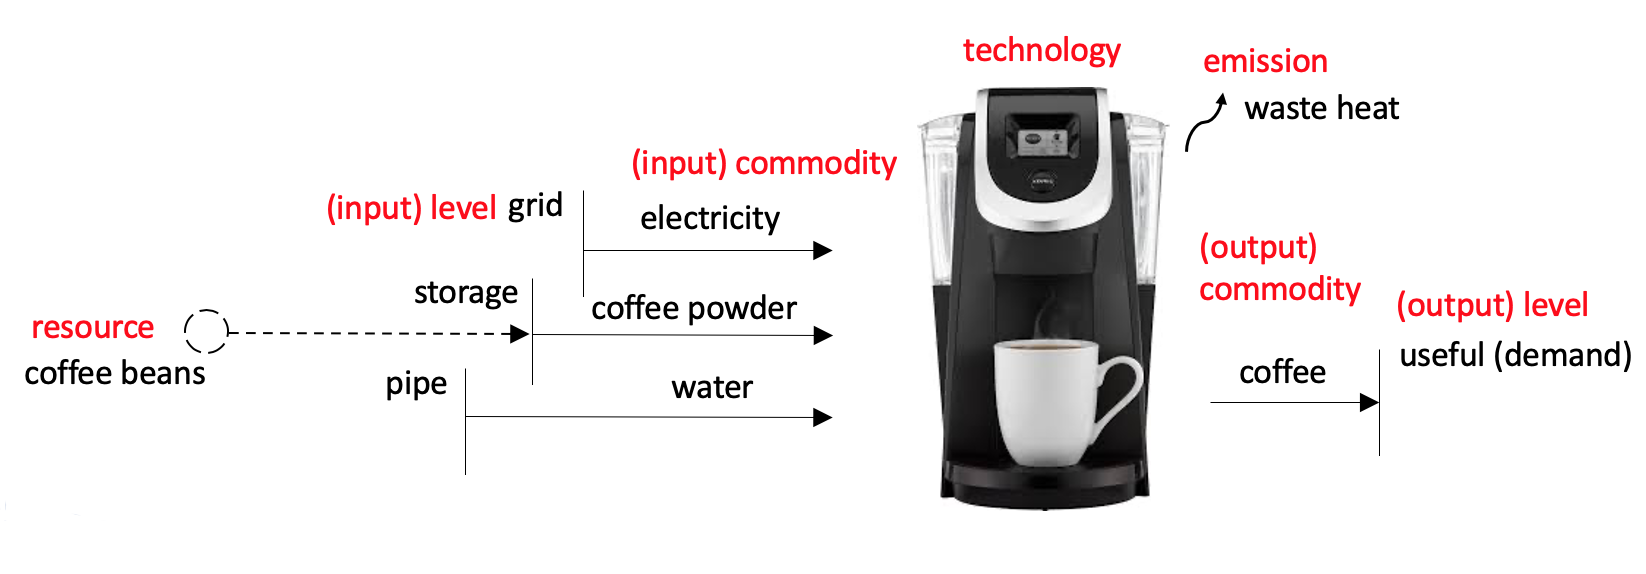 technology
emission
waste heat
(input) commodity
(input) level grid
electricity
(output)
commodity
storage
coffee powder
(output) level
resource
useful (demand)
coffee beans
pipe
water
coffee